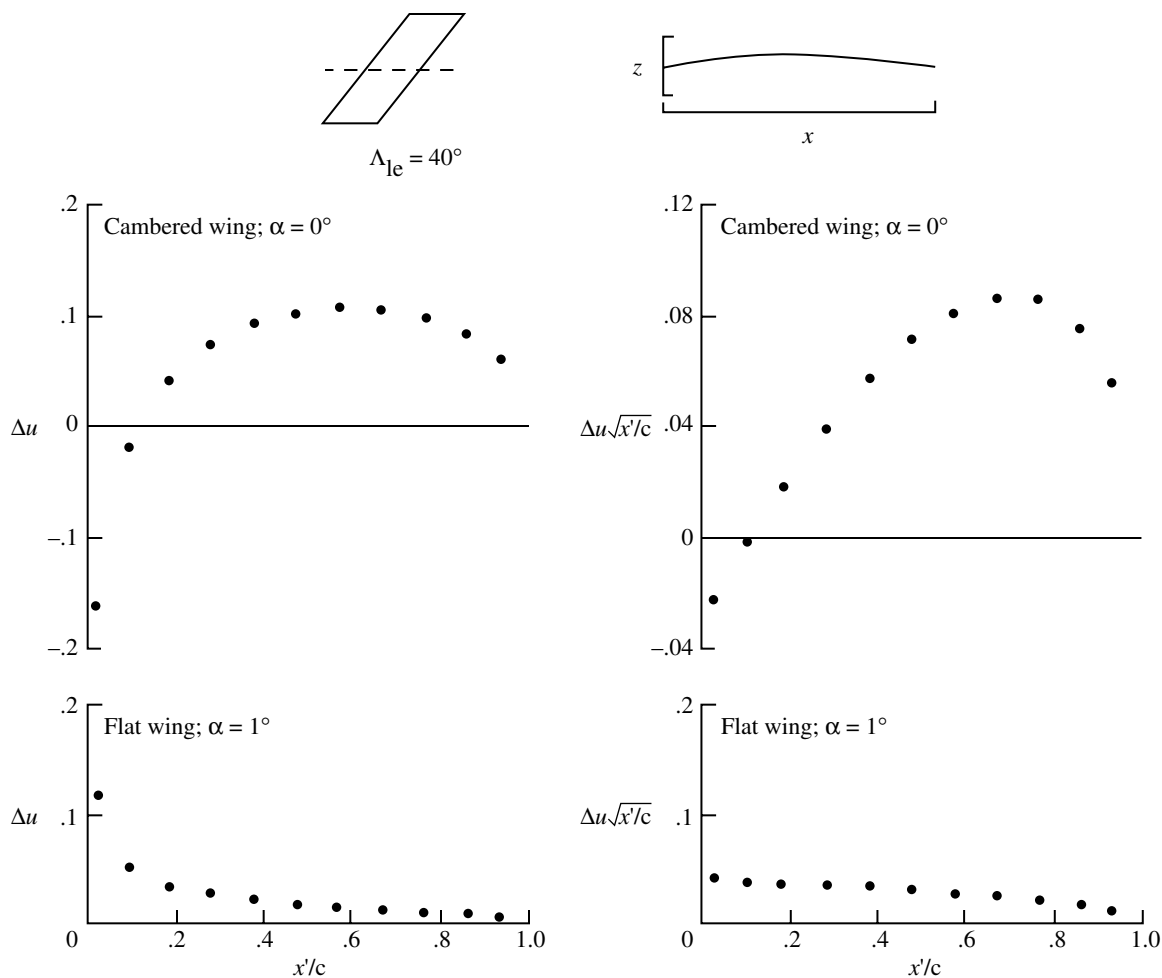 z
x
Λle = 40°
.2
.1
0
–.1
–.2
Δu
Cambered wing; α = 0°
.12
.08
.04
0
–.04
Δu√x'/c
Cambered wing; α = 0°
.2
.1
Δu
Flat wing; α = 1°
0
.2
.4
.6
.8
1.0
x'/c
.2
.1
Δu√x'/c
Flat wing; α = 1°
0
.2
.4
.6
.8
1.0
x'/c